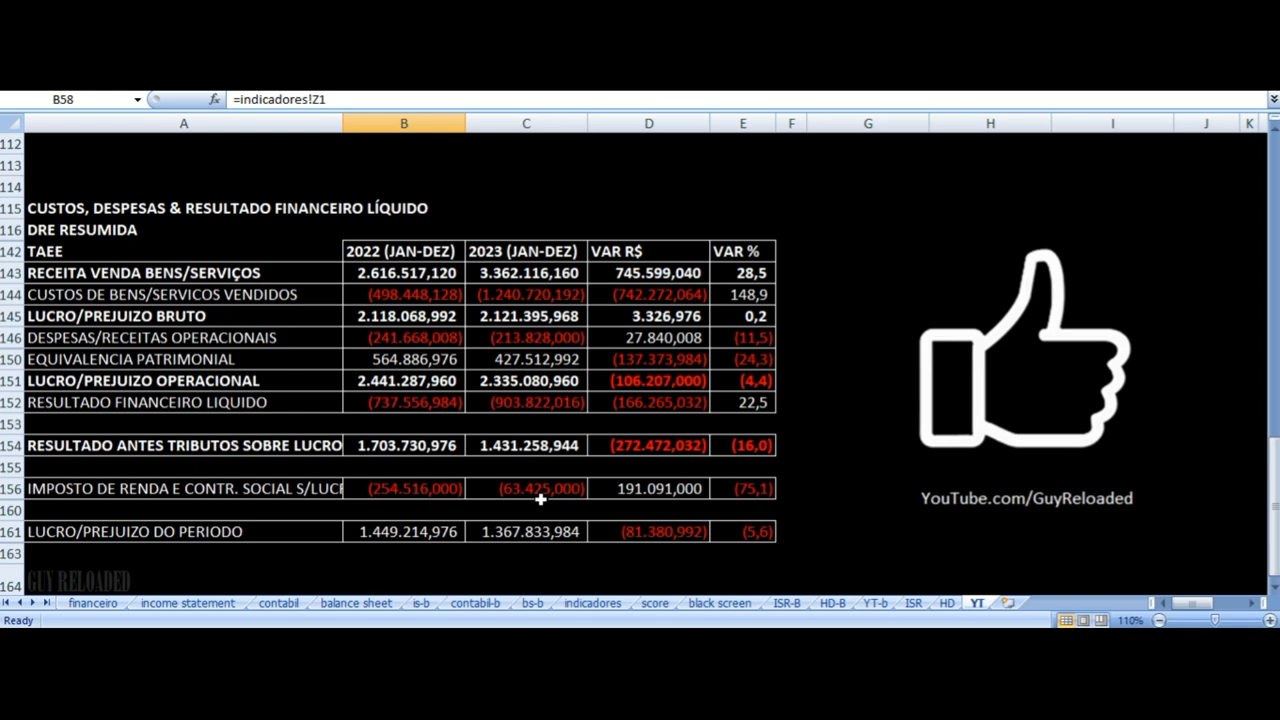 B58 fx =indicadores!Z1
A B C D E F G H I J K
112
113
114
115 CUSTOS, DESPESAS & RESULTADO FINANCEIRO LÍQUIDO
116 DRE RESUMIDA
142 TAEE 2022 (JAN-DEZ) 2023 (JAN-DEZ) VAR R$ VAR %
143 RECEITA VENDA BENS/SERVIÇOS 2.616.517,120 3.362.116,160 745.599,040 28,5
144 CUSTOS DE BENS/SERVICOS VENDIDOS (498.448,128) (1.240.720,192) (742.272,064) 148,9
145 LUCRO/PREJUIZO BRUTO 2.118.068,992 2.121.395,968 3.326,976 0,2
146 DESPESAS/RECEITAS OPERACIONAIS (241.668,008) (213.828,000) 27.840,008 (11,5)
150 EQUIVALENCIA PATRIMONIAL 564.886,976 427.512,992 (137.373,984) (24,3)
151 LUCRO/PREJUIZO OPERACIONAL 2.441.287,960 2.335.080,960 (106.207,000) (4,4)
152 RESULTADO FINANCEIRO LIQUIDO (737.556,984) (903.822,016) (166.265,032) 22,5
153
154 RESULTADO ANTES TRIBUTOS SOBRE LUCRO 1.703.730,976 1.431.258,944 (272.472,032) (16,0)
155
156 IMPOSTO DE RENDA E CONTR. SOCIAL S/LUCR (254.516,000) (63.425,000) 191.091,000 (75,1)
160
161 LUCRO/PREJUIZO DO PERIODO 1.449.214,976 1.367.833,984 (81.380,992) (5,6)
163
164 GUY RELOADED
YouTube.com/GuyReloaded
financeiro income statement contabil balance sheet is-b contabil-b bs-b indicadores score black screen ISR-B HD-B YT-b ISR HD YT
Ready 110%